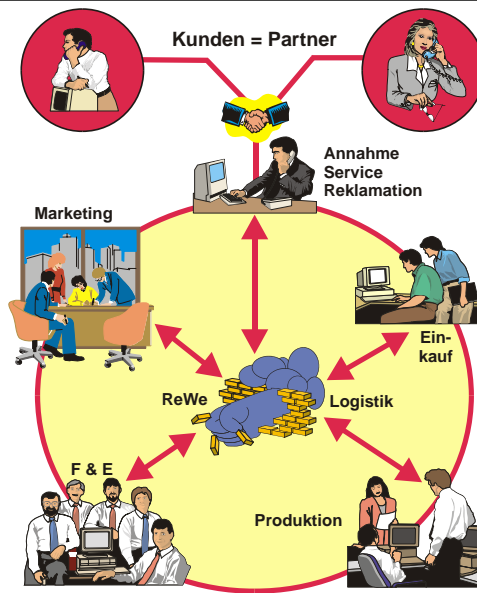 Kunden = Partner
Annahme
Service
Reklamation
Marketing
Ein-
kauf
ReWe
Logistik
F & E
Produktion